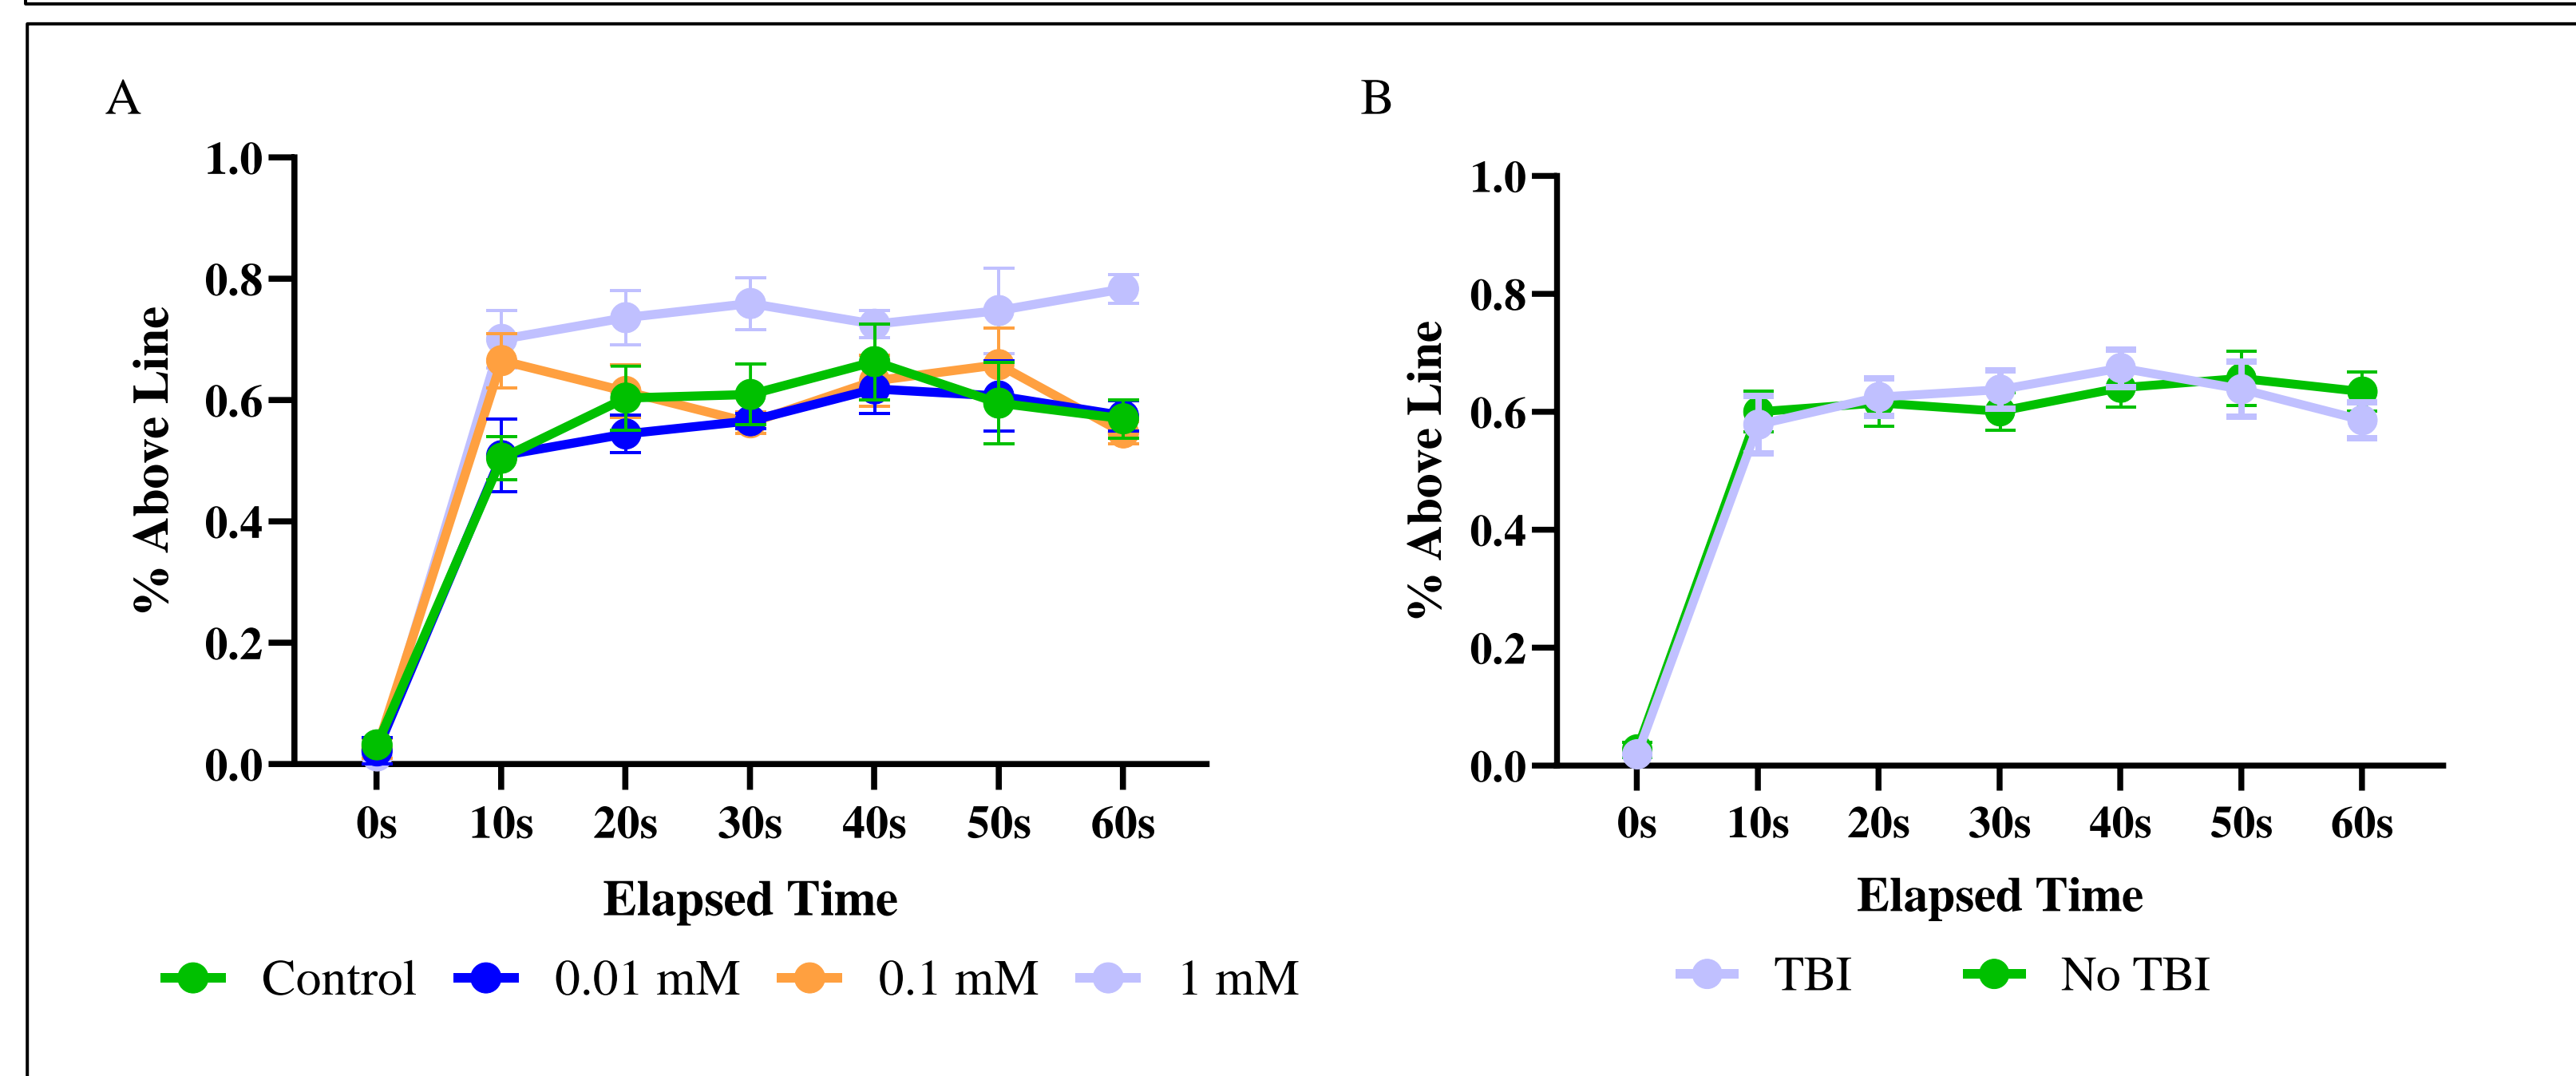 A
% Above Line
1.0
0.8
0.6
0.4
0.2
0.0
0s 10s 20s 30s 40s 50s 60s
Elapsed Time
Control 0.01 mM 0.1 mM 1 mM
B
% Above Line
1.0
0.8
0.6
0.4
0.2
0.0
0s 10s 20s 30s 40s 50s 60s
Elapsed Time
TBI No TBI